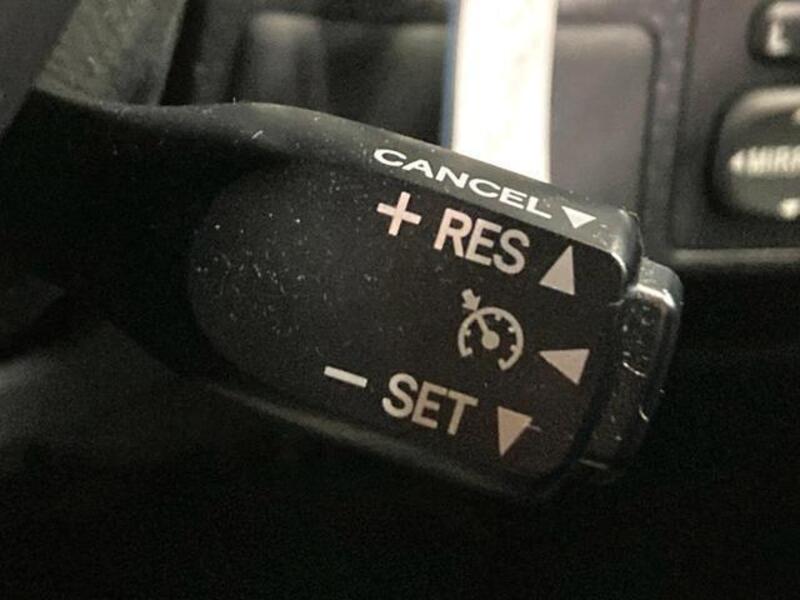 CANCEL ▼
+ RES ▲
◀
− SET ▼